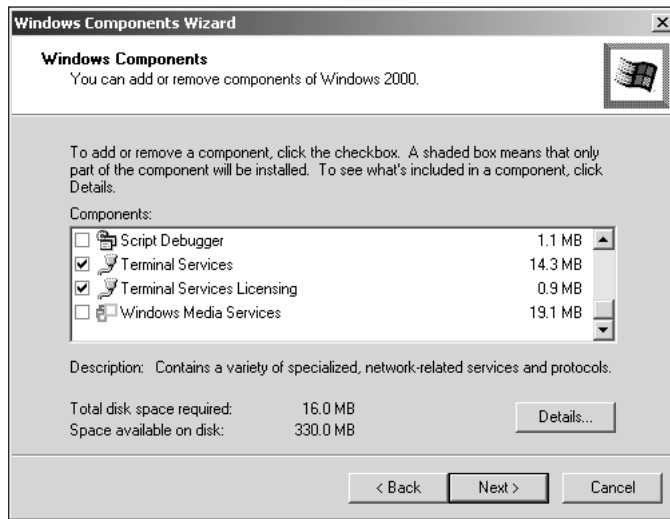 Windows Components Wizard
Windows Components
You can add or remove components of Windows 2000.
To add or remove a component, click the checkbox. A shaded box means that only
part of the component will be installed. To see what's included in a component, click
Details.
Components:
Script Debugger 1.1 MB
Terminal Services 14.3 MB
Terminal Services Licensing 0.9 MB
Windows Media Services 19.1 MB
Description: Contains a variety of specialized, network-related services and protocols.
Total disk space required: 16.0 MB
Space available on disk: 330.0 MB
Details...
< Back Next > Cancel